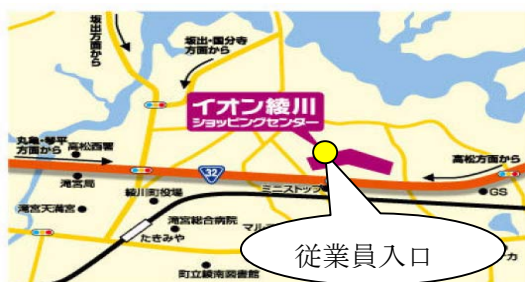 坂出方面
から
坂出・国分寺
方面から
イオン綾川
ショッピングセンター
丸亀・琴平
方面から
高松西署
高松方面から
32
滝宮局
綾川町役場
ミニストップ
GS
滝宮天満宮
滝宮総合病院
マル
たきみや
従業員入口
カ
町立綾南図書館